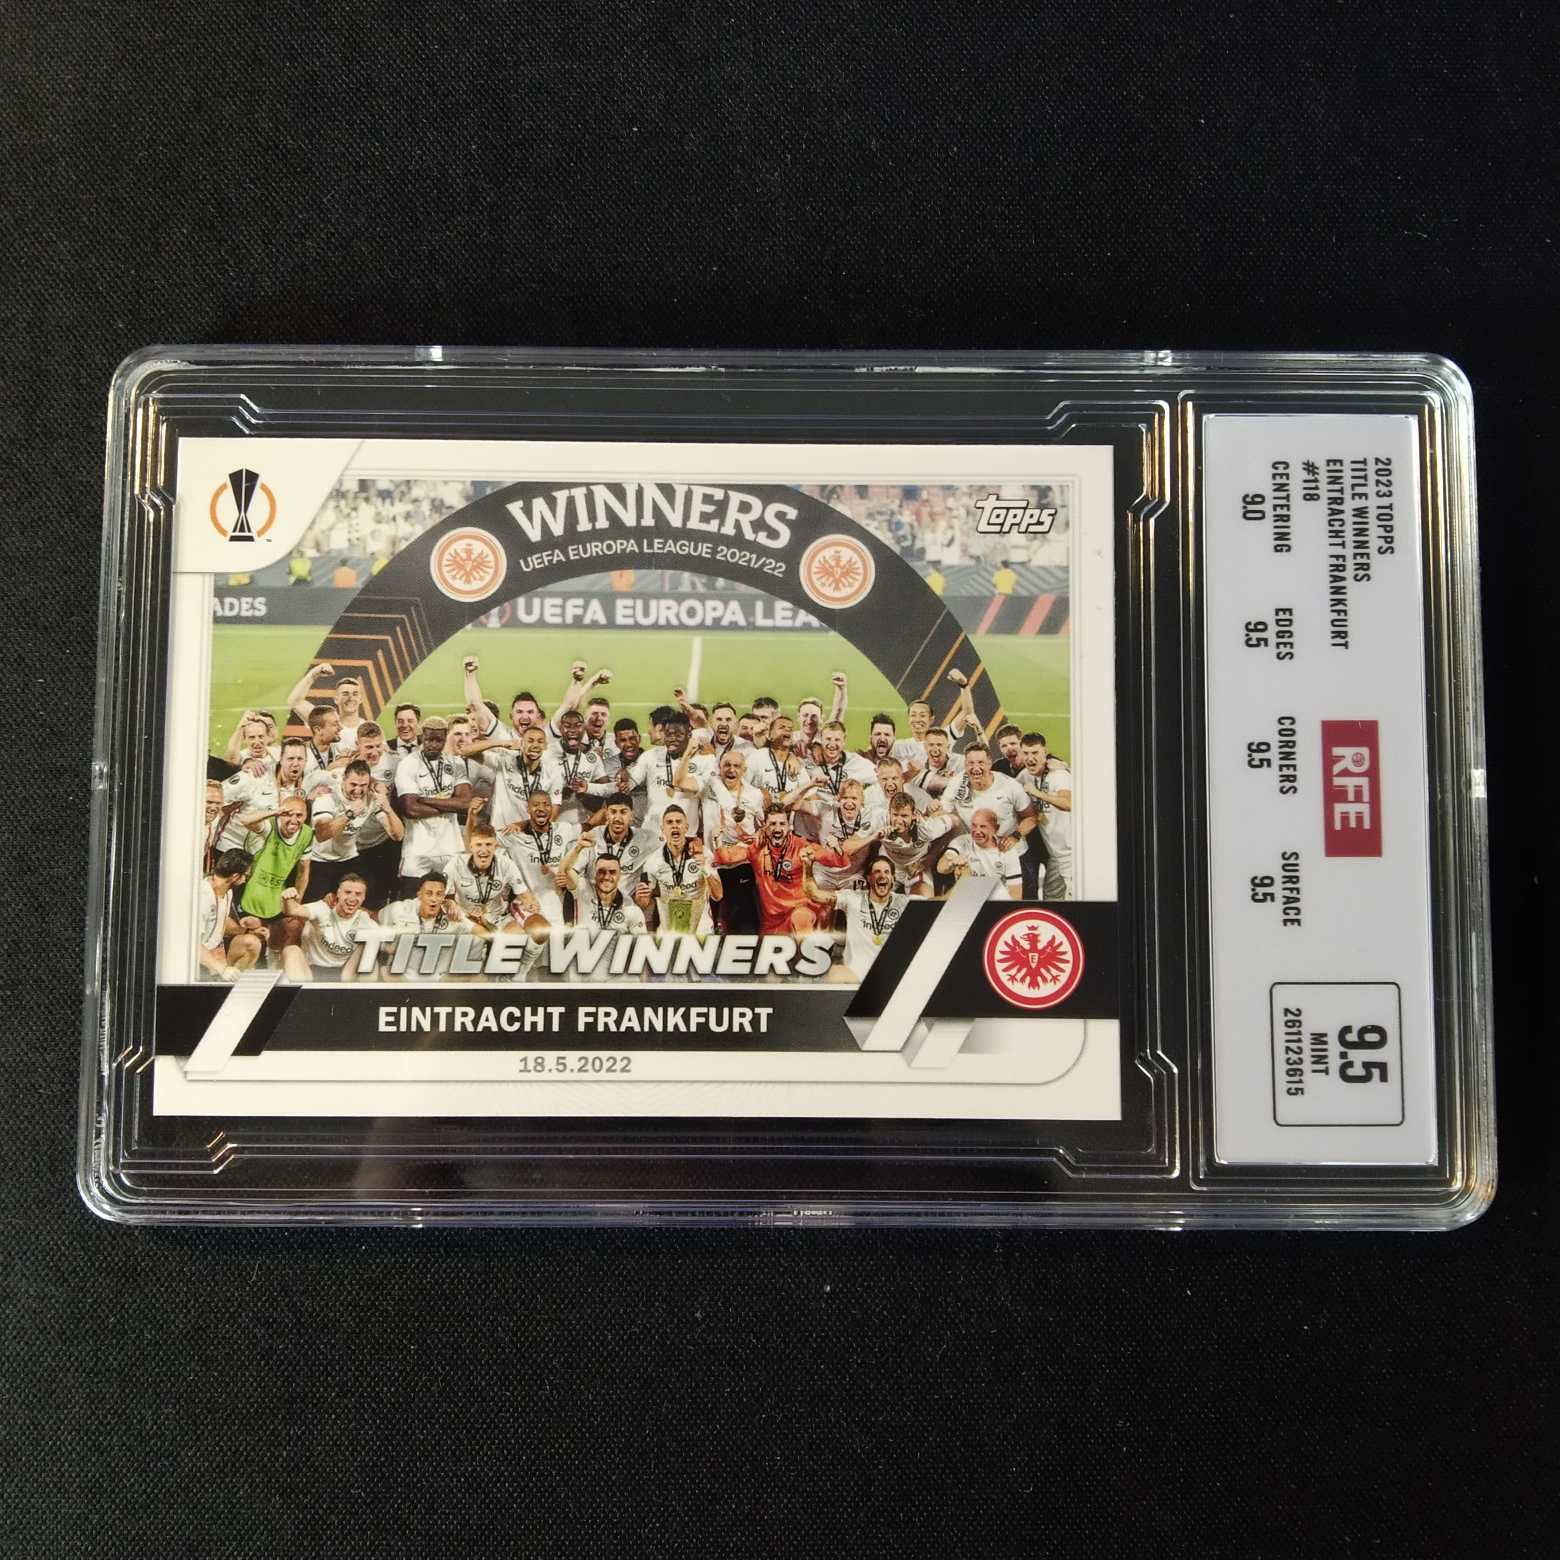 WINNERS
UEFA EUROPA LEAGUE 2021/22
Topps
ADES
UEFA EUROPA LEA
TITLE WINNERS
EINTRACHT FRANKFURT
18.5.2022
2023 TOPPS
TITLE WINNERS
EINTRACHT FRANKFURT
#118
CENTERING EDGES CORNERS SURFACE
9.0 9.5 9.5 9.5
RFE
9.5
MINT
261123615